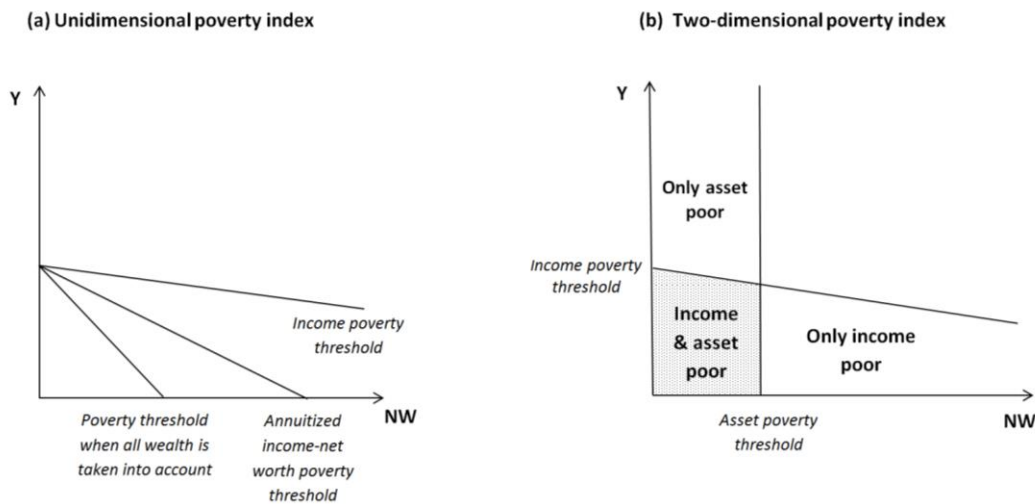 (a) Unidimensional poverty index
Y
Income poverty
threshold
NW
Poverty threshold
when all wealth is
taken into account
Annuitized
income-net
worth poverty
threshold
(b) Two-dimensional poverty index
Y
Only asset
poor
Income poverty
threshold
Income
& asset
poor
Only income
poor
NW
Asset poverty
threshold